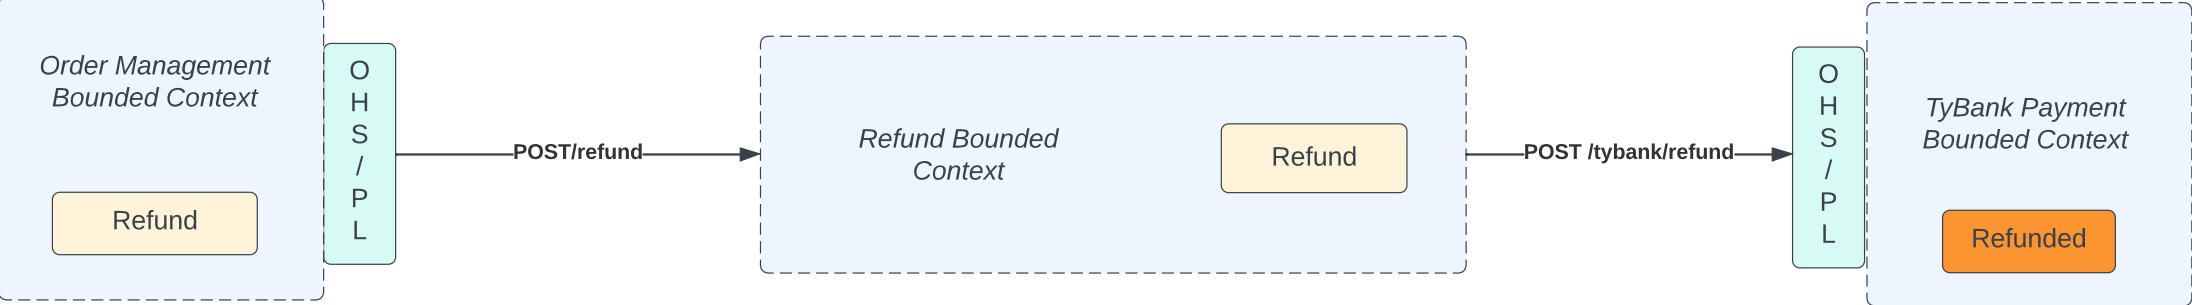 Order Management
Bounded Context
Refund
O
H
S
/
P
L
POST/refund
Refund Bounded
Context
Refund
POST /tybank/refund
O
H
S
/
P
L
TyBank Payment
Bounded Context
Refunded